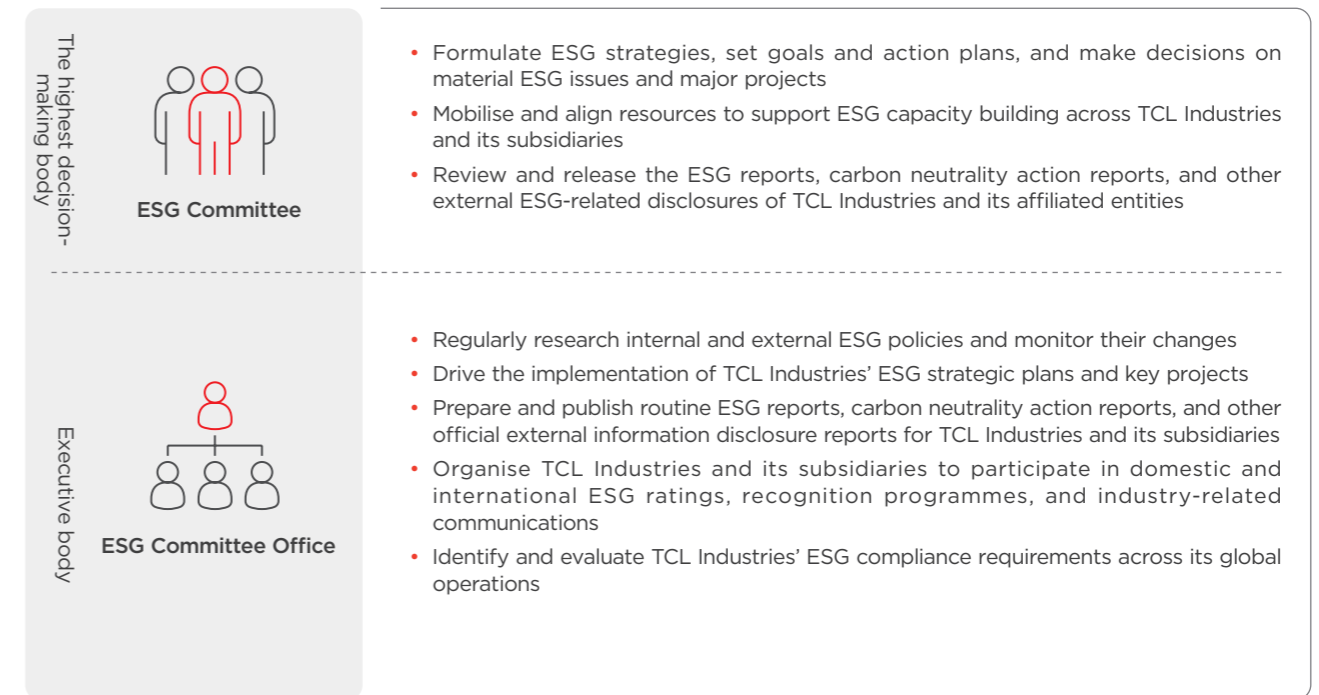 The highest decision-
making body
ESG Committee
• Formulate ESG strategies, set goals and action plans, and make decisions on
material ESG issues and major projects
• Mobilise and align resources to support ESG capacity building across TCL Industries
and its subsidiaries
• Review and release the ESG reports, carbon neutrality action reports, and other
external ESG-related disclosures of TCL Industries and its affiliated entities
Executive body
ESG Committee Office
• Regularly research internal and external ESG policies and monitor their changes
• Drive the implementation of TCL Industries’ ESG strategic plans and key projects
• Prepare and publish routine ESG reports, carbon neutrality action reports, and other
official external information disclosure reports for TCL Industries and its subsidiaries
• Organise TCL Industries and its subsidiaries to participate in domestic and
international ESG ratings, recognition programmes, and industry-related
communications
• Identify and evaluate TCL Industries’ ESG compliance requirements across its global
operations